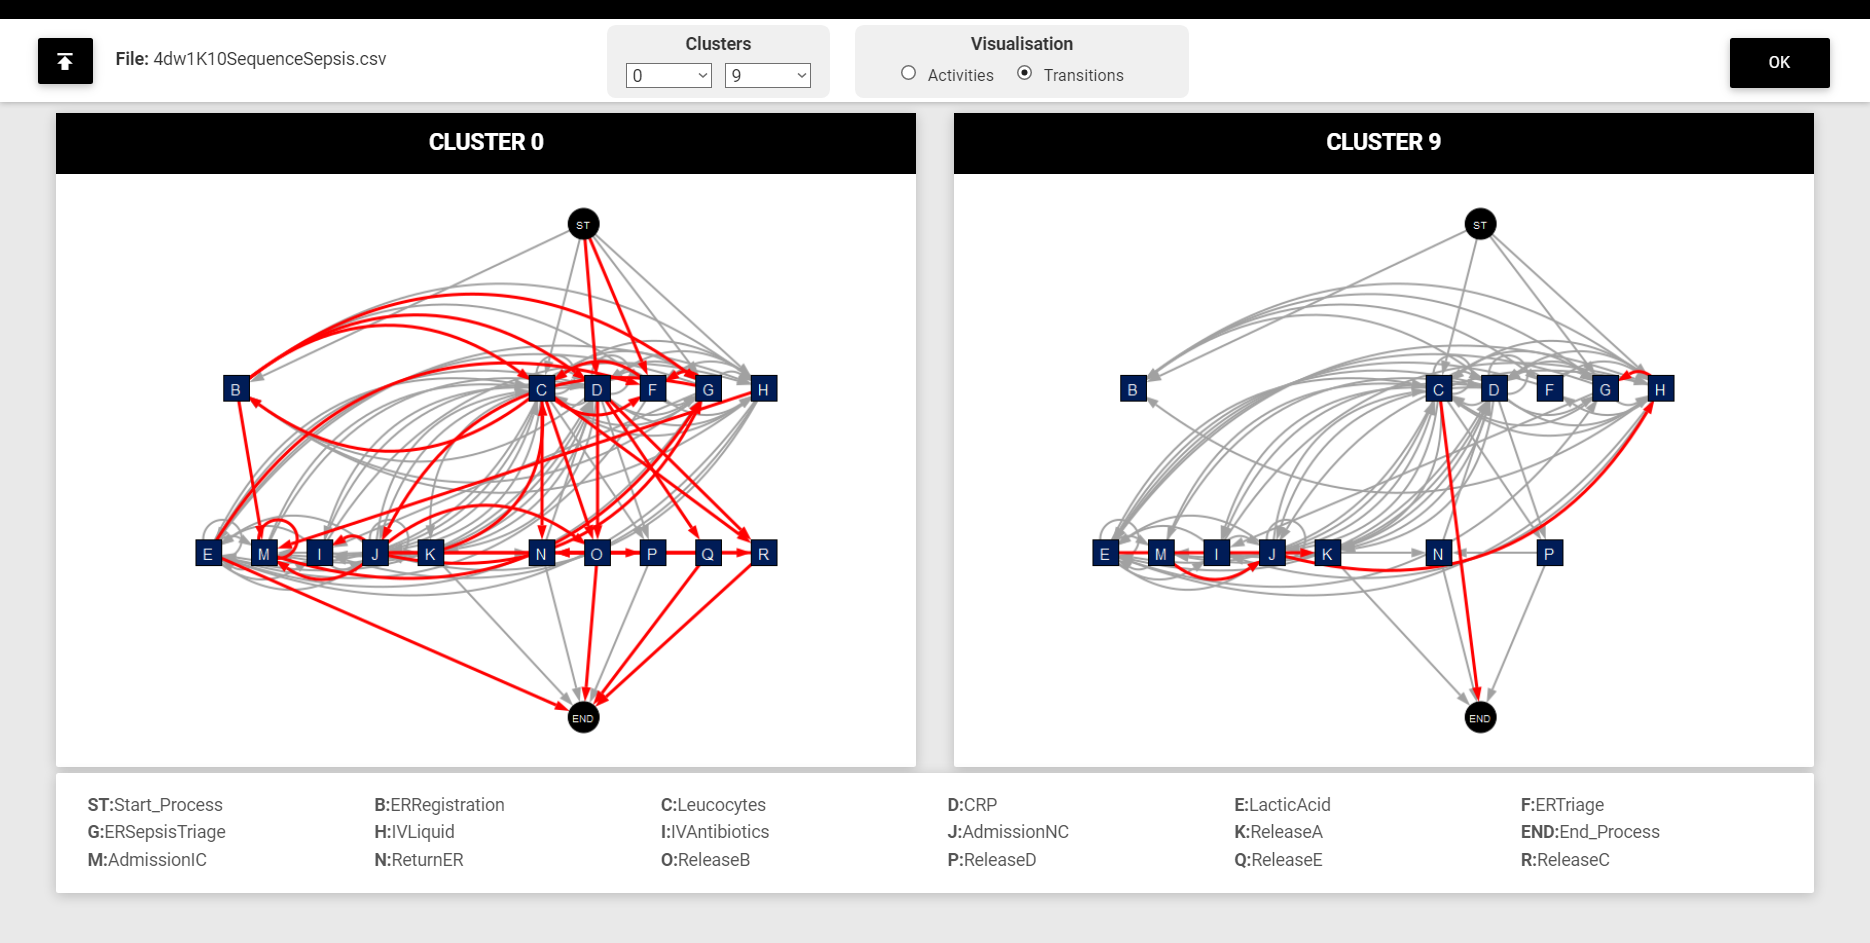 File: 4dw1K10SequenceSepsis.csv
Clusters
0 9
Visualisation
Activities Transitions
OK
CLUSTER 0
ST
B C D F G H
E M I J K N O P Q R
END
CLUSTER 9
ST
B C D F G H
E M I J K N P
END
ST:Start_Process B:ERRegistration C:Leucocytes D:CRP E:LacticAcid F:ERTriage
G:ERSepsisTriage H:IVLiquid I:IVAntibiotics J:AdmissionNC K:ReleaseA END:End_Process
M:AdmissionIC N:ReturnER O:ReleaseB P:ReleaseD Q:ReleaseE R:ReleaseC